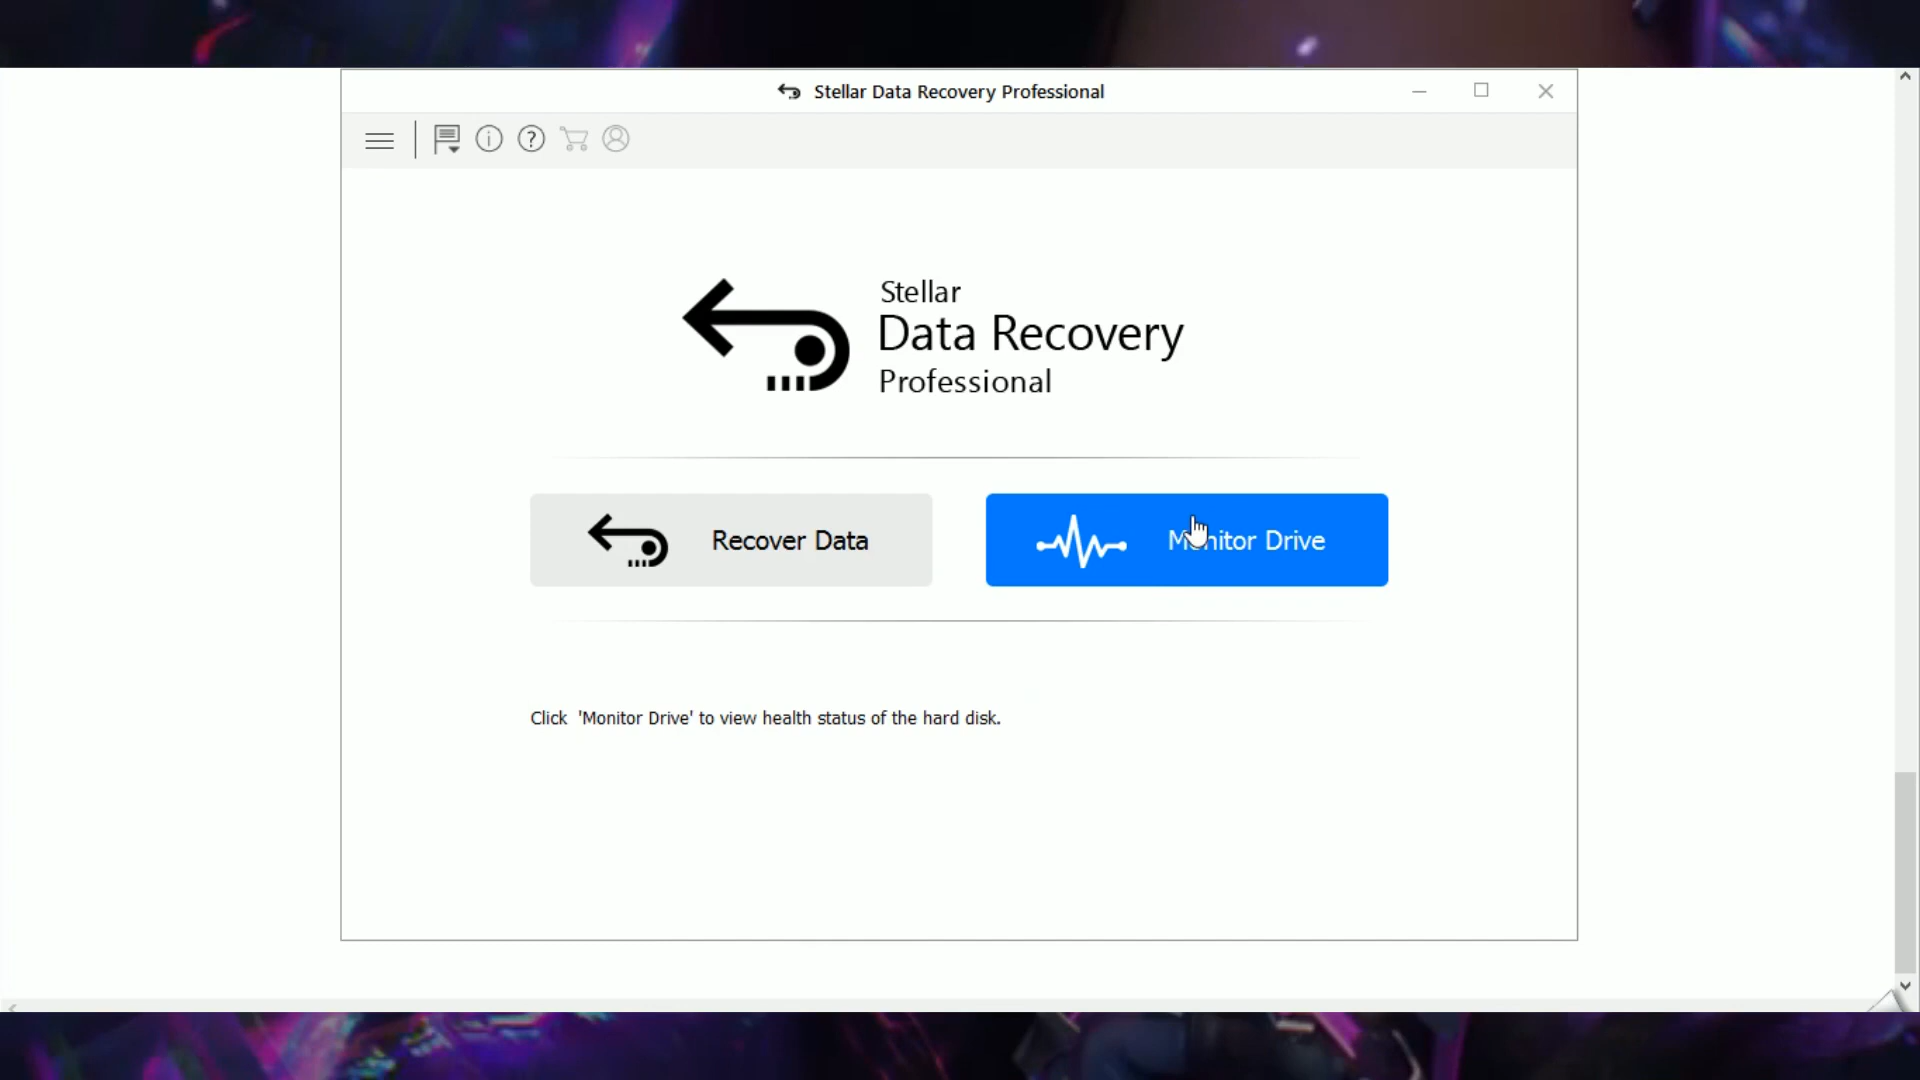 Stellar Data Recovery Professional
Stellar
Data Recovery
Professional
Recover Data
Monitor Drive
Click 'Monitor Drive' to view health status of the hard disk.